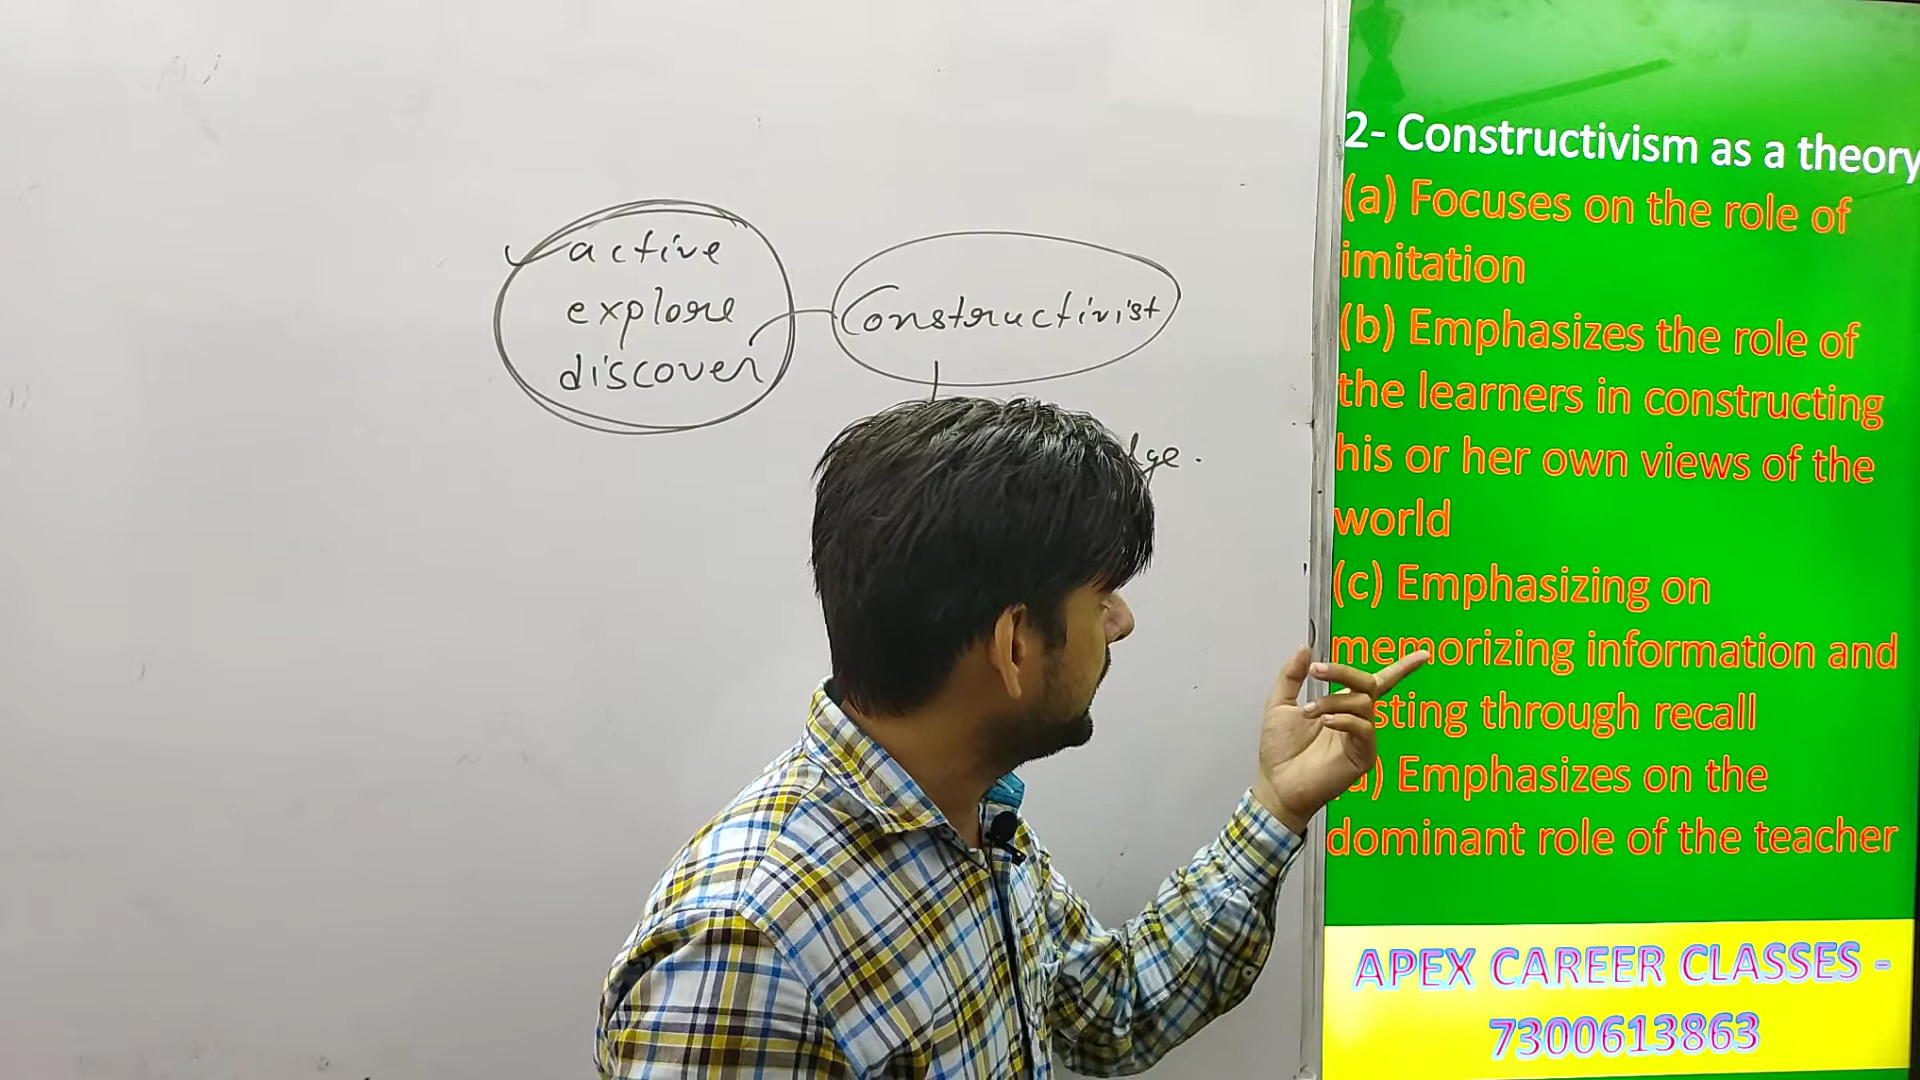 active
explore
discover
Constructivist
2- Constructivism as a theory
(a) Focuses on the role of
imitation
(b) Emphasizes the role of
the learners in constructing
his or her own views of the
world
(c) Emphasizing on
memorizing information and
sting through recall
Emphasizes on the
dominant role of the teacher
APEX CAREER CLASSES -
7300613863